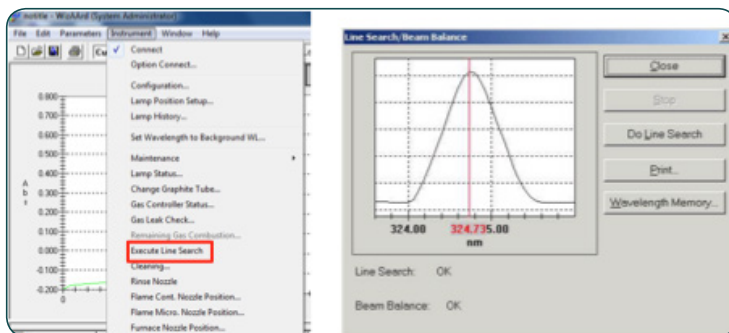 notitle - WizAArd (System Administrator)
File Edit Parameters Instrument Window Help
Connect
Option Connect...
Configuration...
Lamp Position Setup...
Lamp History...
Set Wavelength to Background WL...
Maintenance
Lamp Status...
Change Graphite Tube...
Gas Controller Status...
Gas Leak Check...
Remaining Gas Combustion...
Execute Line Search
Cleaning...
Rinse Nozzle
Flame Cont. Nozzle Position...
Flame Micro. Nozzle Position...
Furnace Nozzle Position...
Abs
0.800
0.700
0.600
0.500
0.400
0.300
0.200
0.100
0.000
-0.100
-0.200
0
Line Search/Beam Balance
324.00 324.735.00
nm
Line Search: OK
Beam Balance: OK
Close
Stop
Do Line Search
Print...
Wavelength Memory...